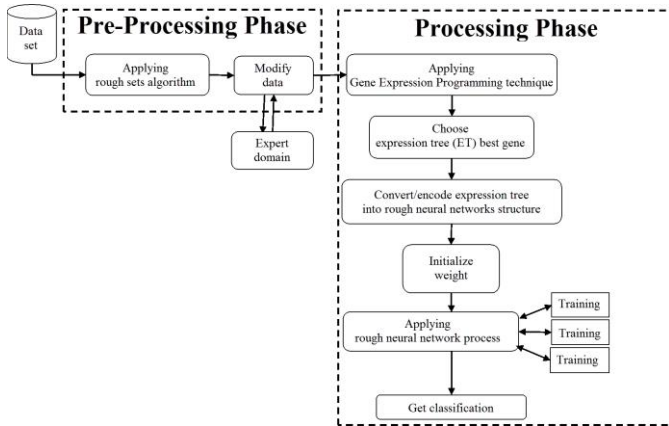 Data
set
Pre-Processing Phase
Applying
rough sets algorithm
Modify
data
Expert
domain
Processing Phase
Applying
Gene Expression Programming technique
Choose
expression tree (ET) best gene
Convert/encode expression tree
into rough neural networks structure
Initialize
weight
Applying
rough neural network process
Training
Training
Training
Get classification